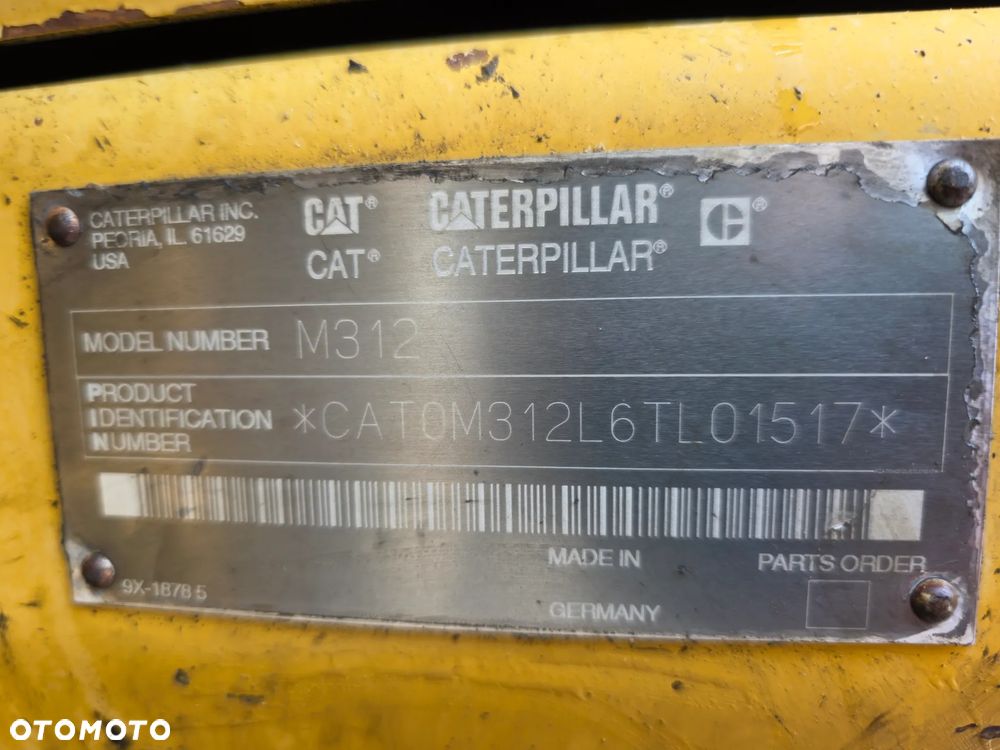 CATERPILLAR INC.
PEORIA, IL. 61629
USA
CAT® CATERPILLAR® C®
CAT® CATERPILLAR®
MODEL NUMBER M312
PRODUCT
IDENTIFICATION *CAT0M312L6TL01517*
NUMBER
MADE IN PARTS ORDER
9X-1878 5
GERMANY
OTOMOTO